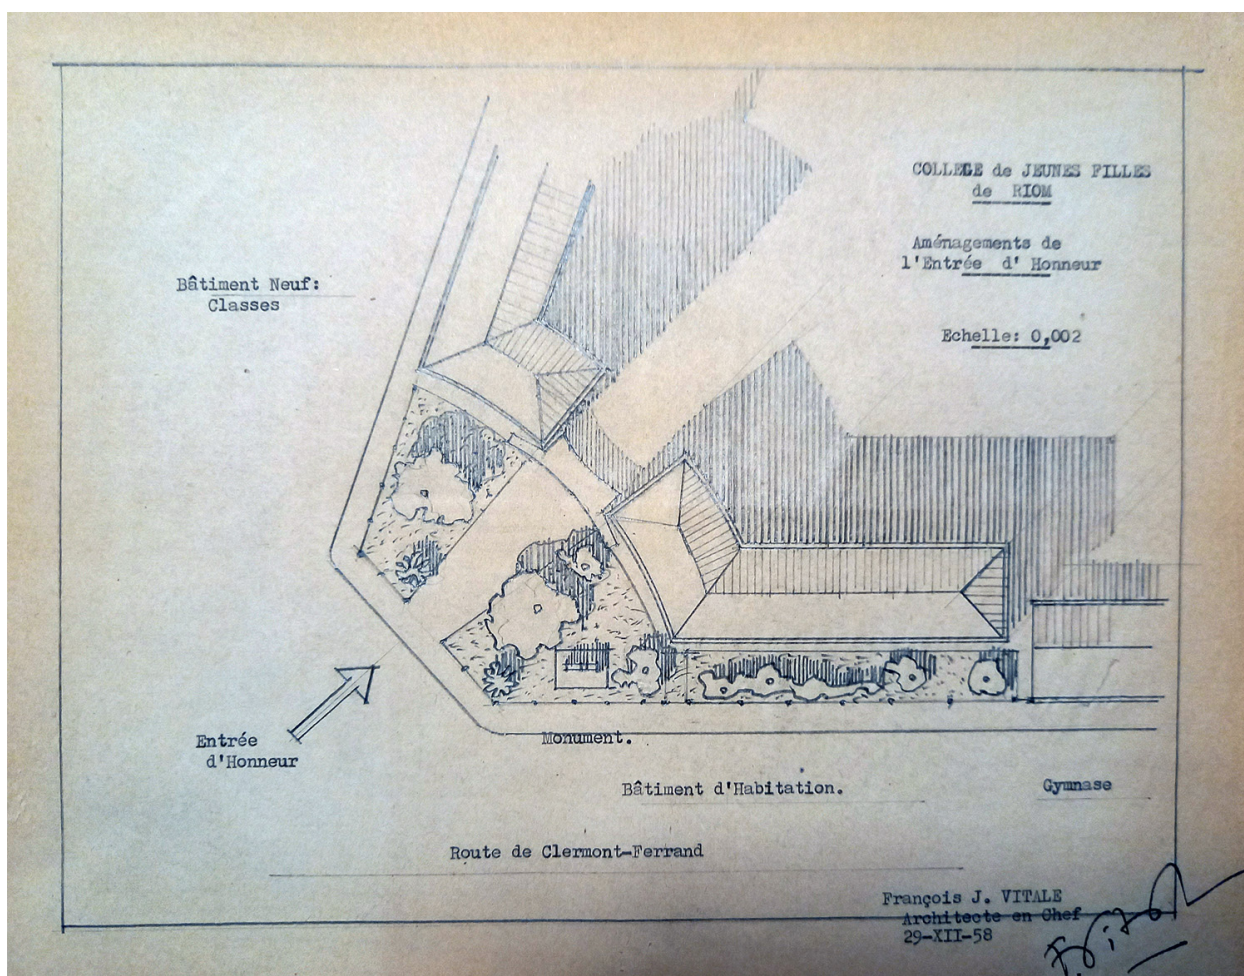 COLLEGE de JEUNES FILLES
de RIOM
Aménagements de
l'Entrée d' Honneur
Echelle: 0,002
Bâtiment Neuf:
Classes
Entrée
d'Honneur
Monument.
Bâtiment d'Habitation.
Gymnase
Route de Clermont-Ferrand
François J. VITALE
Architecte en Chef
29-XII-58